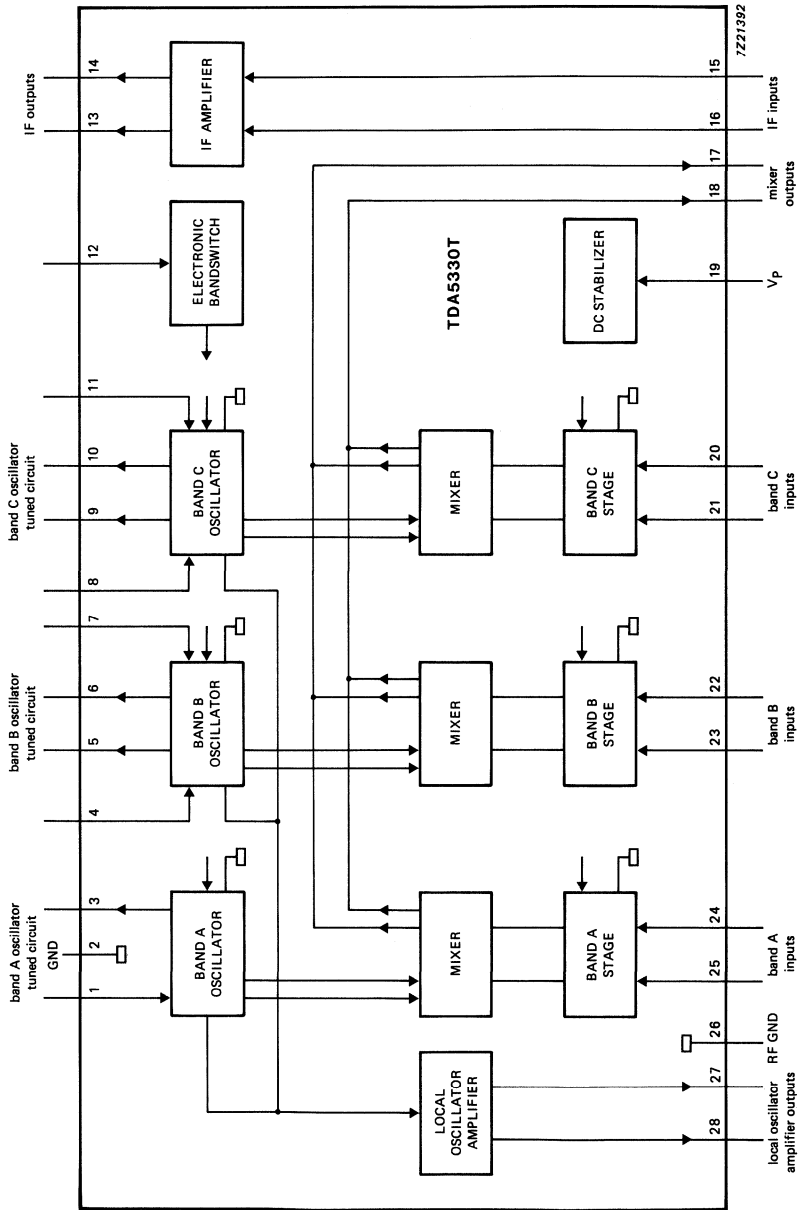 band A oscillator
tuned circuit
GND
band B oscillator
tuned circuit
band C oscillator
tuned circuit
IF outputs
1
2
3
4
5
6
7
8
9
10
11
12
13
14
BAND A
OSCILLATOR
BAND B
OSCILLATOR
BAND C
OSCILLATOR
ELECTRONIC
BANDSWITCH
IF AMPLIFIER
LOCAL
OSCILLATOR
AMPLIFIER
MIXER
MIXER
MIXER
TDA5330T
BAND A
STAGE
BAND B
STAGE
BAND C
STAGE
DC STABILIZER
28
27
26
25
24
23
22
21
20
19
18
17
16
15
local oscillator
amplifier outputs
RF GND
band A
inputs
band B
inputs
band C
inputs
VP
mixer
outputs
IF inputs
7Z21392